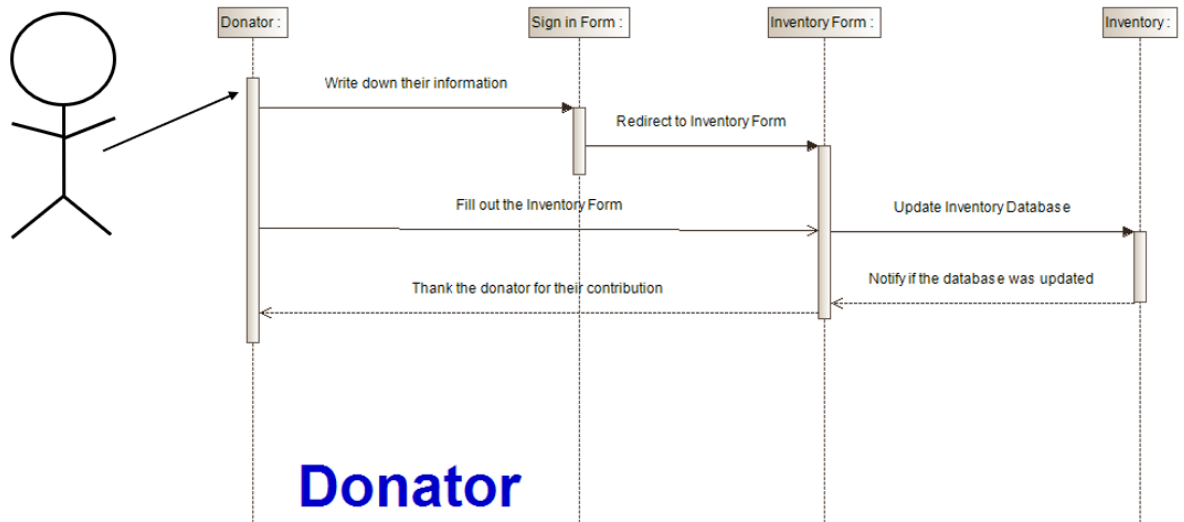 Donator :
Sign in Form :
Inventory Form :
Inventory :
Write down their information
Redirect to Inventory Form
Fill out the Inventory Form
Update Inventory Database
Notify if the database was updated
Thank the donator for their contribution
Donator